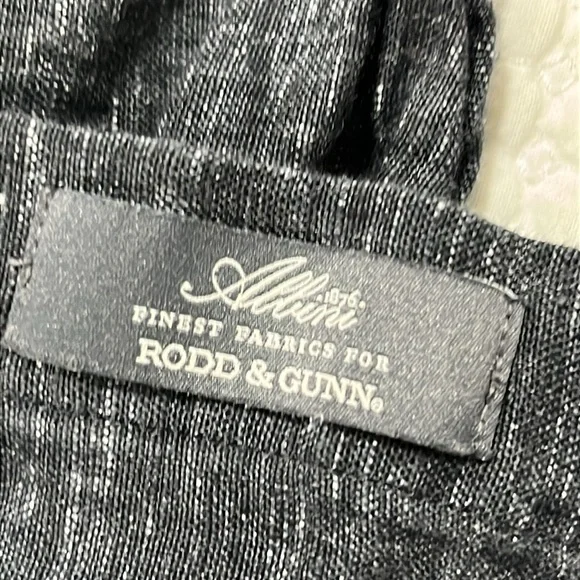 Albini
·1876·
FINEST FABRICS FOR
RODD & GUNN®